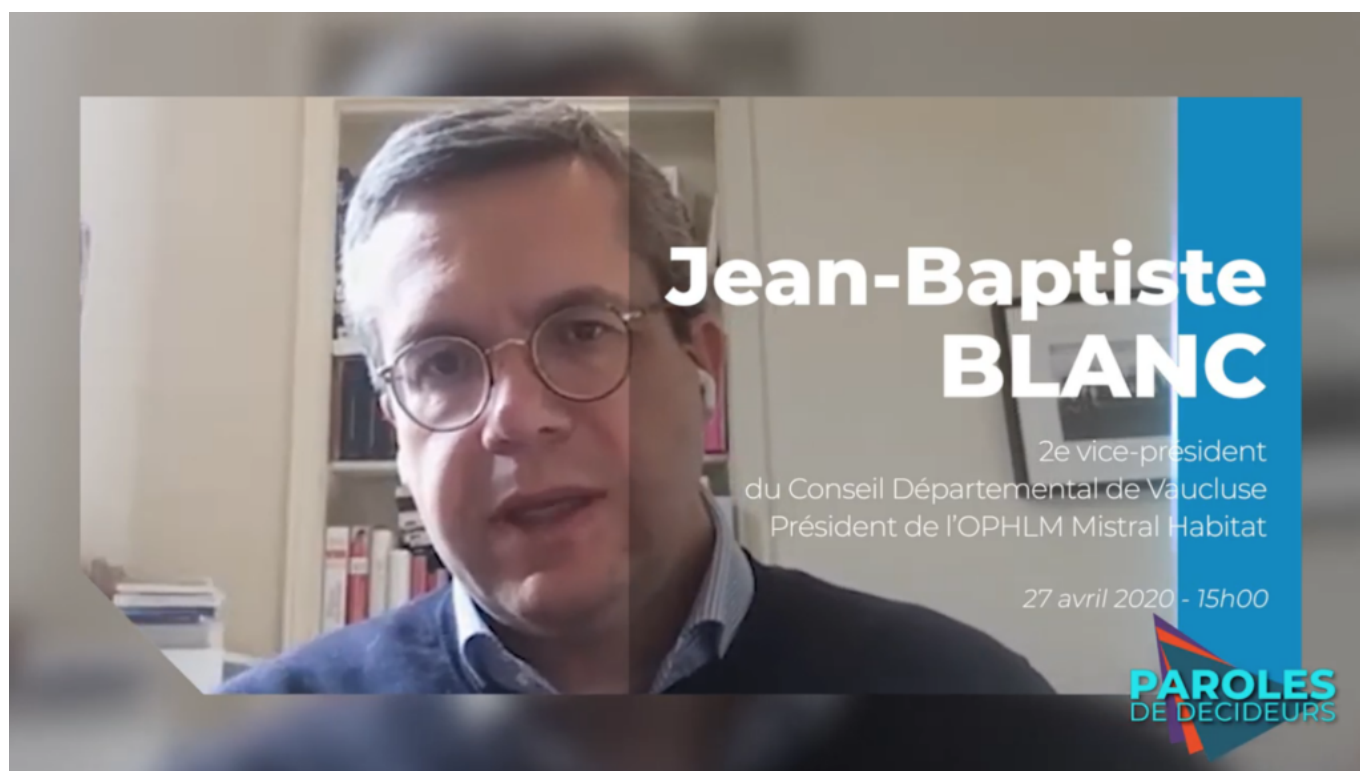 Jean-Baptiste
BLANC
2e vice-président
du Conseil Départemental de Vaucluse
Président de l'OPHLM Mistral Habitat
27 avril 2020 - 15h00
PAROLES
DE DECIDEURS